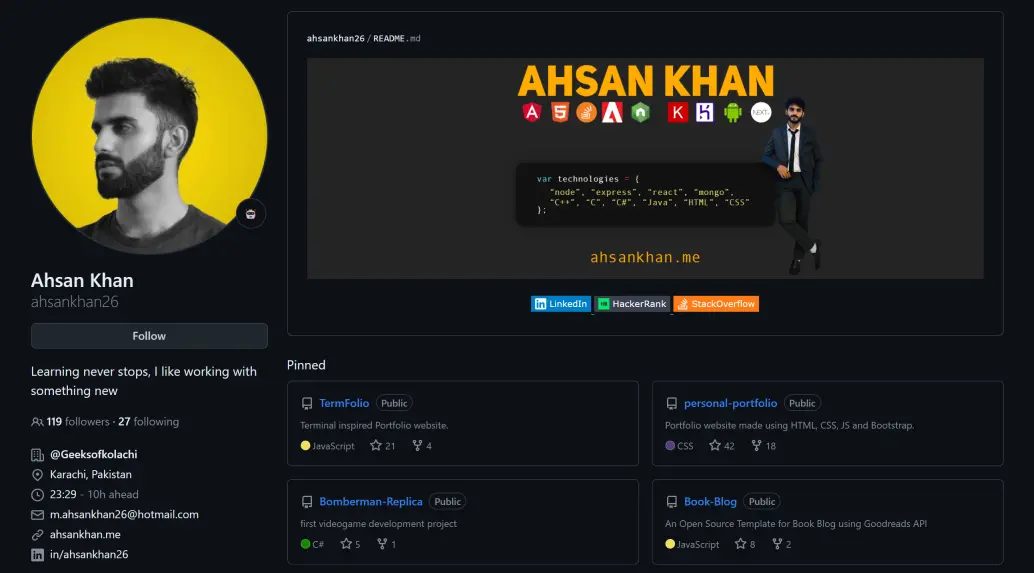 Ahsan Khan
ahsankhan26
Follow
Learning never stops, I like working with
something new
119 followers · 27 following
@Geeksofkolachi
Karachi, Pakistan
23:29 - 10h ahead
m.ahsankhan26@hotmail.com
ahsankhan.me
in/ahsankhan26
ahsankhan26/README.md
AHSAN KHAN
var technologies = {
"node", "express", "react", "mongo",
"C++", "C", "C#", "Java", "HTML", "CSS"
};
ahsankhan.me
LinkedIn HackerRank StackOverflow
Pinned
TermFolio Public
Terminal inspired Portfolio website.
JavaScript 21 4
personal-portfolio Public
Portfolio website made using HTML, CSS, JS and Bootstrap.
CSS 42 18
Bomberman-Replica Public
first videogame development project
C# 5 1
Book-Blog Public
An Open Source Template for Book Blog using Goodreads API
JavaScript 8 2